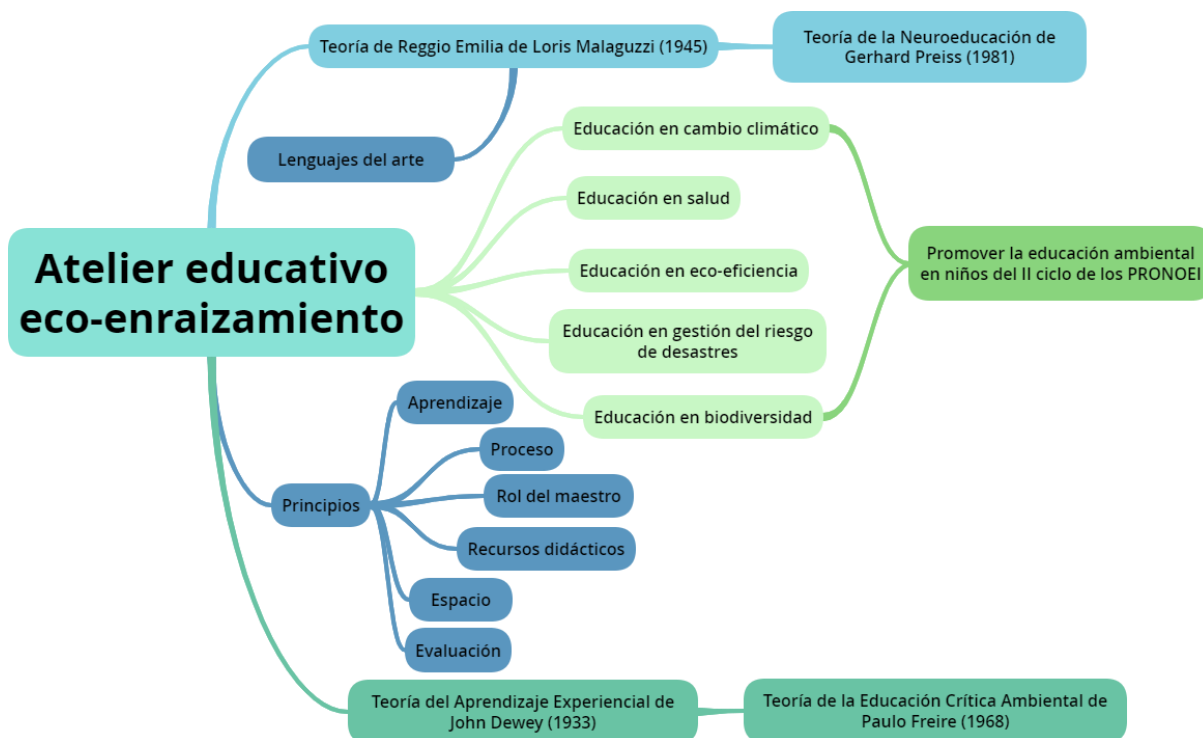 Teoría de Reggio Emilia de Loris Malaguzzi (1945)
Teoría de la Neuroeducación de
Gerhard Preiss (1981)
Lenguajes del arte
Educación en cambio climático
Educación en salud
Educación en eco-eficiencia
Educación en gestión del riesgo
de desastres
Educación en biodiversidad
Promover la educación ambiental
en niños del II ciclo de los PRONOEI
Atelier educativo
eco-enraizamiento
Principios
Aprendizaje
Proceso
Rol del maestro
Recursos didácticos
Espacio
Evaluación
Teoría del Aprendizaje Experiencial de
John Dewey (1933)
Teoría de la Educación Crítica Ambiental de
Paulo Freire (1968)